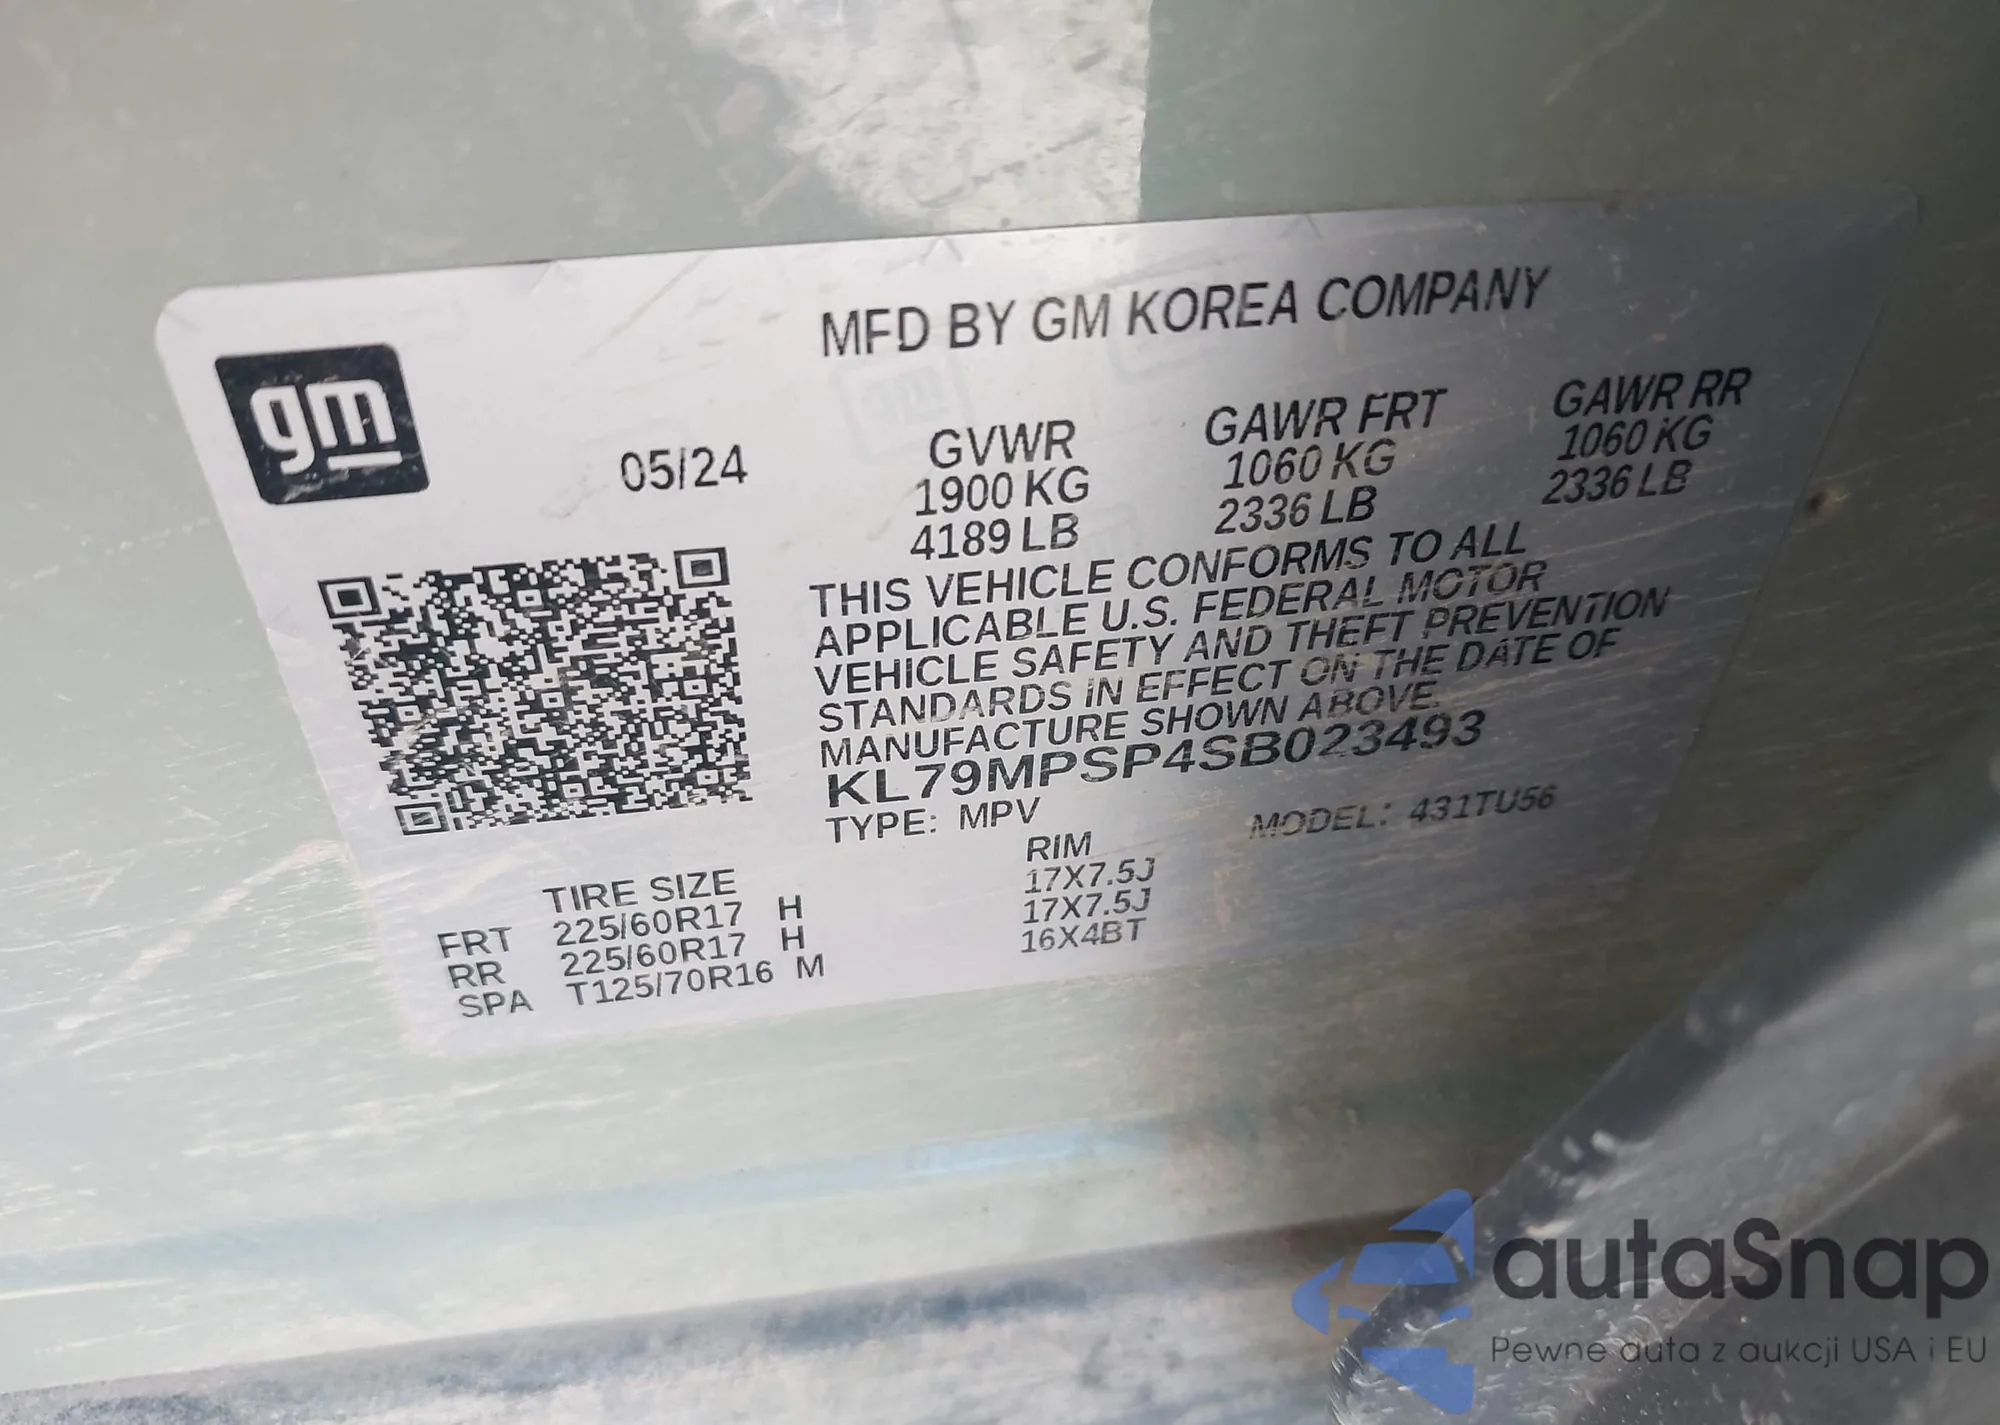 MFD BY GM KOREA COMPANY
gm
05/24
GVWR GAWR FRT GAWR RR
1900 KG 1060 KG 1060 KG
4189 LB 2336 LB 2336 LB
THIS VEHICLE CONFORMS TO ALL
APPLICABLE U.S. FEDERAL MOTOR
VEHICLE SAFETY AND THEFT PREVENTION
STANDARDS IN EFFECT ON THE DATE OF
MANUFACTURE SHOWN ABOVE.
KL79MPSP4SB023493
TYPE: MPV MODEL: 431TU56
TIRE SIZE RIM
FRT 225/60R17 H 17X7.5J
RR 225/60R17 H 17X7.5J
SPA T125/70R16 M 16X4BT
autaSnap
Pewne auta z aukcji USA i EU